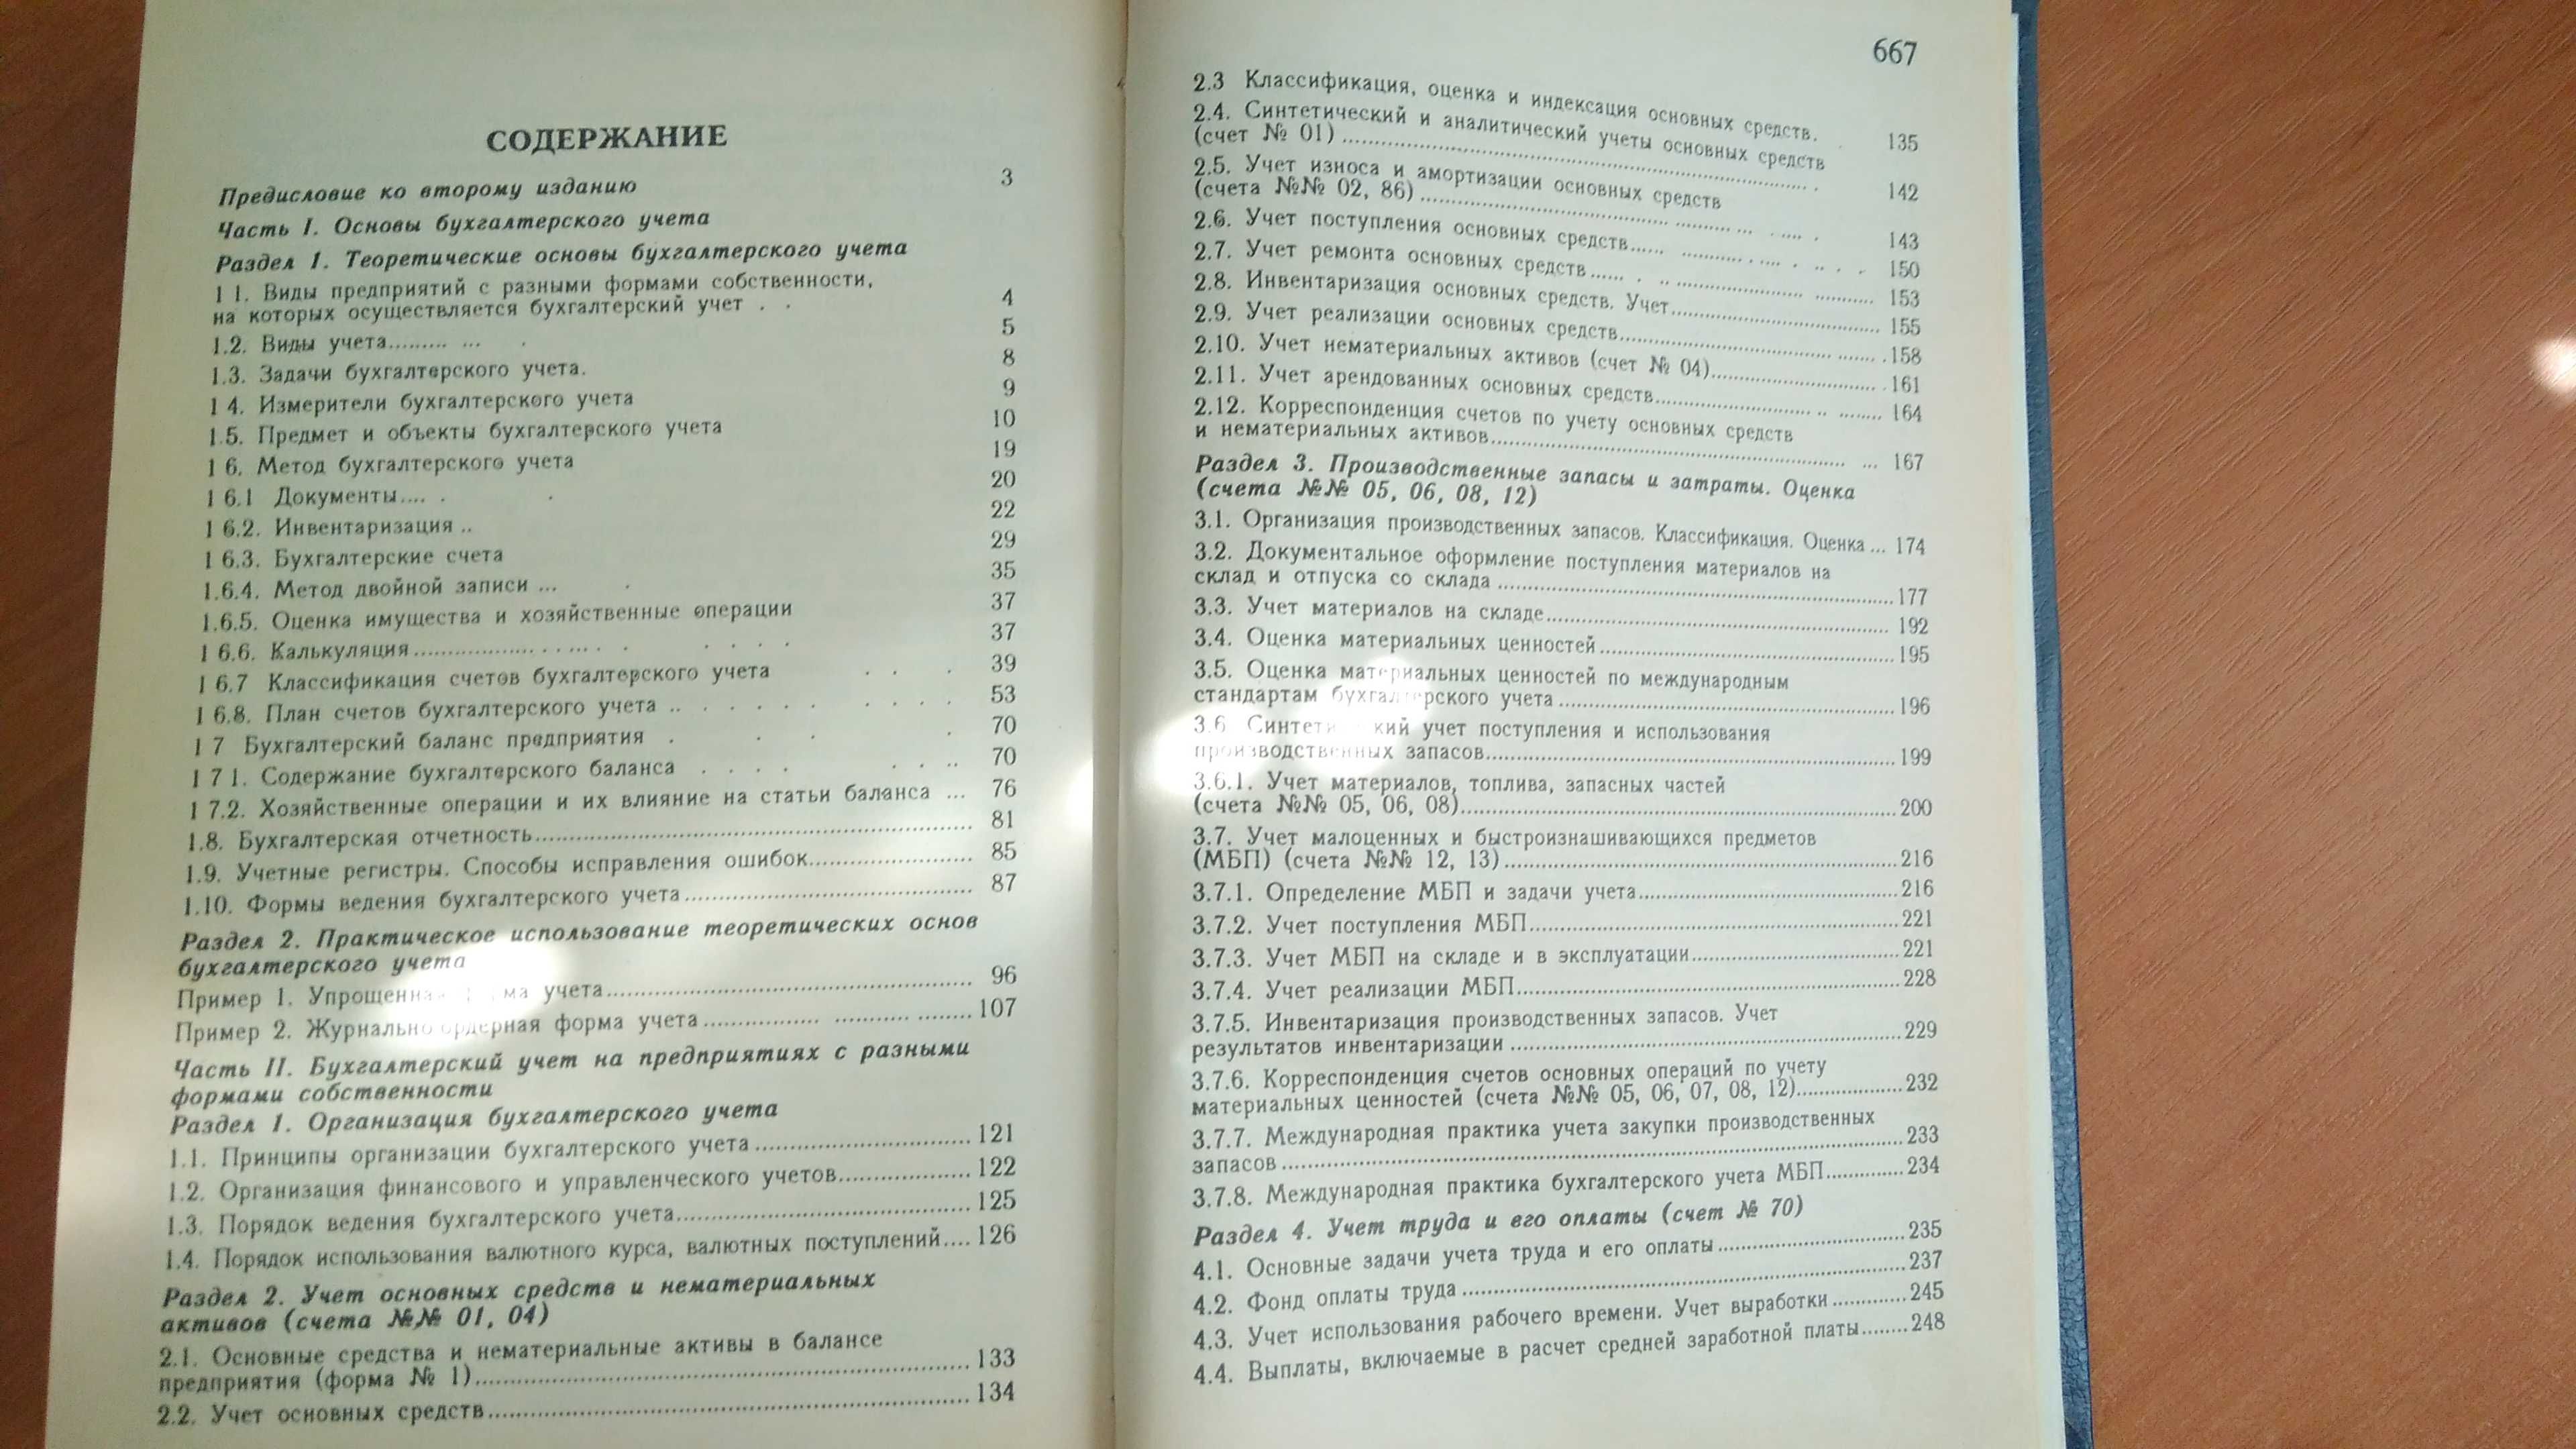 СОДЕРЖАНИЕ
Предисловие ко второму изданию 3
Часть I. Основы бухгалтерского учета
Раздел 1. Теоретические основы бухгалтерского учета
1 1. Виды предприятий с разными формами собственности,
на которых осуществляется бухгалтерский учет . . 4
1.2. Виды учета......... ... . 5
1.3. Задачи бухгалтерского учета. 8
1 4. Измерители бухгалтерского учета 9
1.5. Предмет и объекты бухгалтерского учета 10
1 6. Метод бухгалтерского учета 19
1 6.1 Документы.... . . 20
1 6.2. Инвентаризация .. 22
1 6.3. Бухгалтерские счета 29
1.6.4. Метод двойной записи ... . 35
1.6.5. Оценка имущества и хозяйственные операции 37
1 6.6. Калькуляция.................. . . ... . . . . . . 37
1 6.7 Классификация счетов бухгалтерского учета . . . 39
1 6.8. План счетов бухгалтерского учета .. . . . . . . . . . 53
1 7 Бухгалтерский баланс предприятия . . . . 70
1 7 1. Содержание бухгалтерского баланса . . . . . . .. 70
1 7.2. Хозяйственные операции и их влияние на статьи баланса ... 76
1.8. Бухгалтерская отчетность............................................................ 81
1.9. Учетные регистры. Способы исправления ошибок...................... 85
1.10. Формы ведения бухгалтерского учета....................................... 87
Раздел 2. Практическое использование теоретических основ
бухгалтерского учета
Пример 1. учета.................................................... 96
Пример 2. форма учета................ .......... ........107
Часть II. Бухгалтерский учет на предприятиях с разными
формами собственности
Раздел 1. Организация бухгалтерского учета
1.1. Принципы организации бухгалтерского учета .............................121
1.2. Организация финансового и управленческого учетов..................122
1.3. Порядок ведения бухгалтерского учета........................................125
1.4. Порядок использования валютного курса, валютных поступлений....126
Раздел 2. Учет основных средств и нематериальных
активов (счета №№ 01, 04)
2.1. Основные средства и нематериальные активы в балансе
предприятия (форма № 1)...................................................................133
2.2. Учет основных средств..................................................................134
667
2.3 Классификация, оценка и индексация основных средств. . 135
2.4. Синтетический и аналитический учеты основных средств
(счет № 01) ............................................................... . 142
2.5. Учет износа и амортизации основных средств
(счета №№ 02, 86) .................................. ........... ... . .... . 143
2.6. Учет поступления основных средств...... ........... . .... . .. . . 150
2.7. Учет ремонта основных средств...... . .. .................. .......... 153
2.8. Инвентаризация основных средств. Учет................................ 155
2.9. Учет реализации основных средств................................ ...... .158
2.10. Учет нематериальных активов (счет № 04)......................... .161
2.11. Учет арендованных основных средств....................... .. ........ 164
2.12. Корреспонденция счетов по учету основных средств
и нематериальных активов.................................................... ... 167
Раздел 3. Производственные запасы и затраты. Оценка
(счета №№ 05, 06, 08, 12)
3.1. Организация производственных запасов. Классификация. Оценка... 174
3.2. Документальное оформление поступления материалов на
склад и отпуска со склада ............................................................177
3.3. Учет материалов на складе..................................................... 192
3.4. Оценка материальных ценностей.............................................195
3.5. Оценка материальных ценностей по международным
стандартам бухгалтерского учета ..................................................196
3.6 Синтетический учет поступления и использования
производственных запасов.............................................................199
3.6.1. Учет материалов, топлива, запасных частей
(счета №№ 05, 06, 08)..................................................................200
3.7. Учет малоценных и быстроизнашивающихся предметов
(МБП) (счета №№ 12, 13)............................................................216
3.7.1. Определение МБП и задачи учета........................................216
3.7.2. Учет поступления МБП.........................................................221
3.7.3. Учет МБП на складе и в эксплуатации................................221
3.7.4. Учет реализации МБП..........................................................228
3.7.5. Инвентаризация производственных запасов. Учет
результатов инвентаризации ..........................................................229
3.7.6. Корреспонденция счетов основных операций по учету
материальных ценностей (счета №№ 05, 06, 07, 08, 12)................232
3.7.7. Международная практика учета закупки производственных
запасов.........................................................................................233
3.7.8. Международная практика бухгалтерского учета МБП............234
Раздел 4. Учет труда и его оплаты (счет № 70)
4.1. Основные задачи учета труда и его оплаты.............................235
4.2. Фонд оплаты труда .................................................................237
4.3. Учет использования рабочего времени. Учет выработки............245
4.4. Выплаты, включаемые в расчет средней заработной платы........248